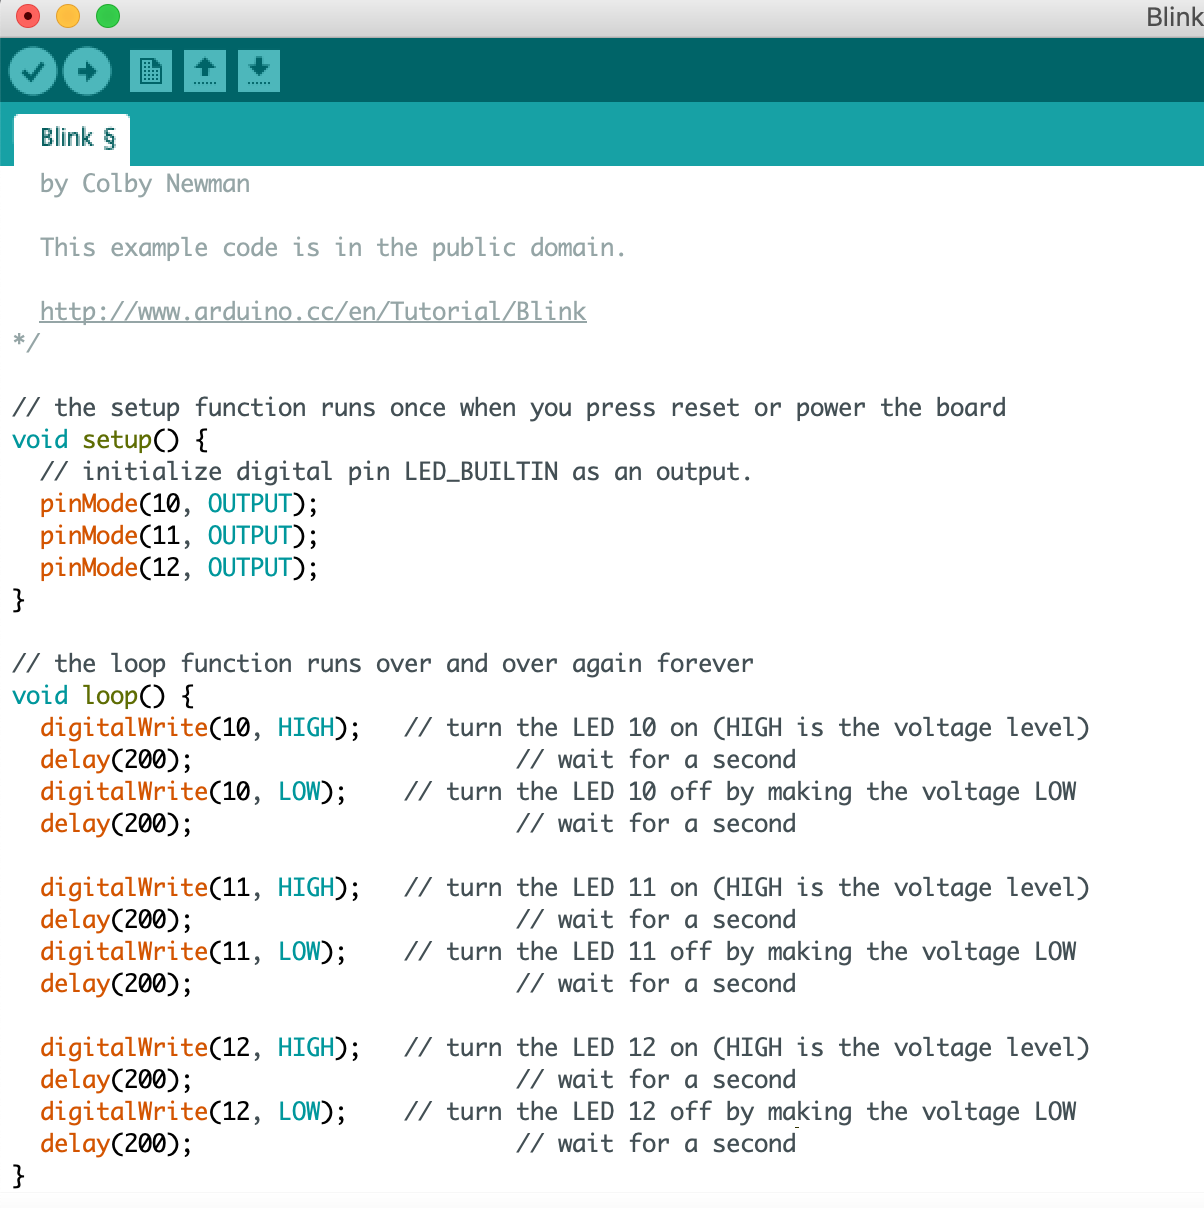 Blink
Blink §
by Colby Newman
This example code is in the public domain.
http://www.arduino.cc/en/Tutorial/Blink
*/
// the setup function runs once when you press reset or power the board
void setup() {
  // initialize digital pin LED_BUILTIN as an output.
  pinMode(10, OUTPUT);
  pinMode(11, OUTPUT);
  pinMode(12, OUTPUT);
}
// the loop function runs over and over again forever
void loop() {
  digitalWrite(10, HIGH);   // turn the LED 10 on (HIGH is the voltage level)
  delay(200);                       // wait for a second
  digitalWrite(10, LOW);    // turn the LED 10 off by making the voltage LOW
  delay(200);                       // wait for a second
  digitalWrite(11, HIGH);   // turn the LED 11 on (HIGH is the voltage level)
  delay(200);                       // wait for a second
  digitalWrite(11, LOW);    // turn the LED 11 off by making the voltage LOW
  delay(200);                       // wait for a second
  digitalWrite(12, HIGH);   // turn the LED 12 on (HIGH is the voltage level)
  delay(200);                       // wait for a second
  digitalWrite(12, LOW);    // turn the LED 12 off by making the voltage LOW
  delay(200);                       // wait for a second
}